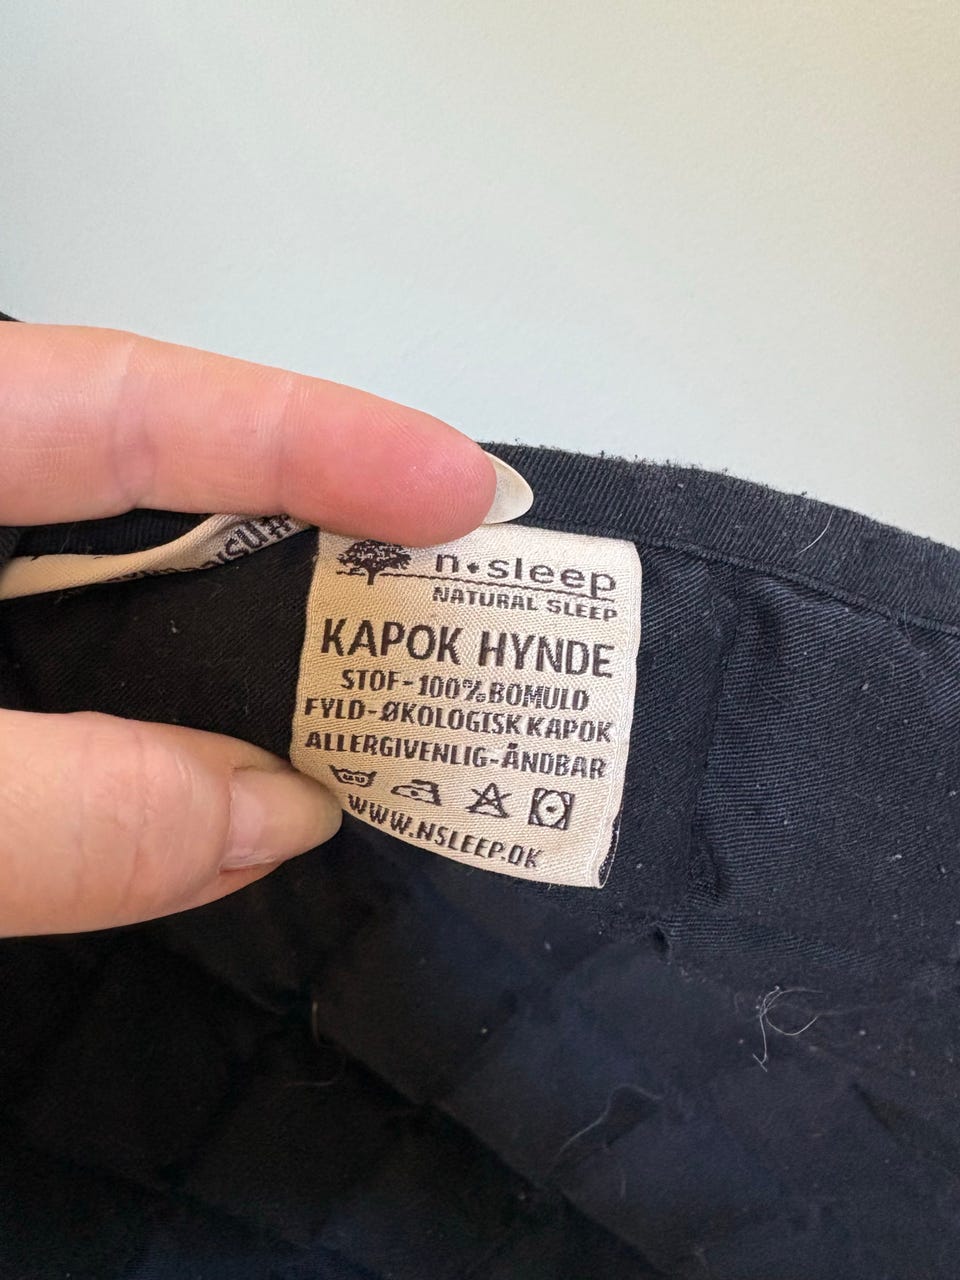 n·sleep
NATURAL SLEEP
KAPOK HYNDE
STOF-100% BOMULD
FYLD-ØKOLOGISK KAPOK
ALLERGIVENLIG-ÅNDBAR
WWW.NSLEEP.DK